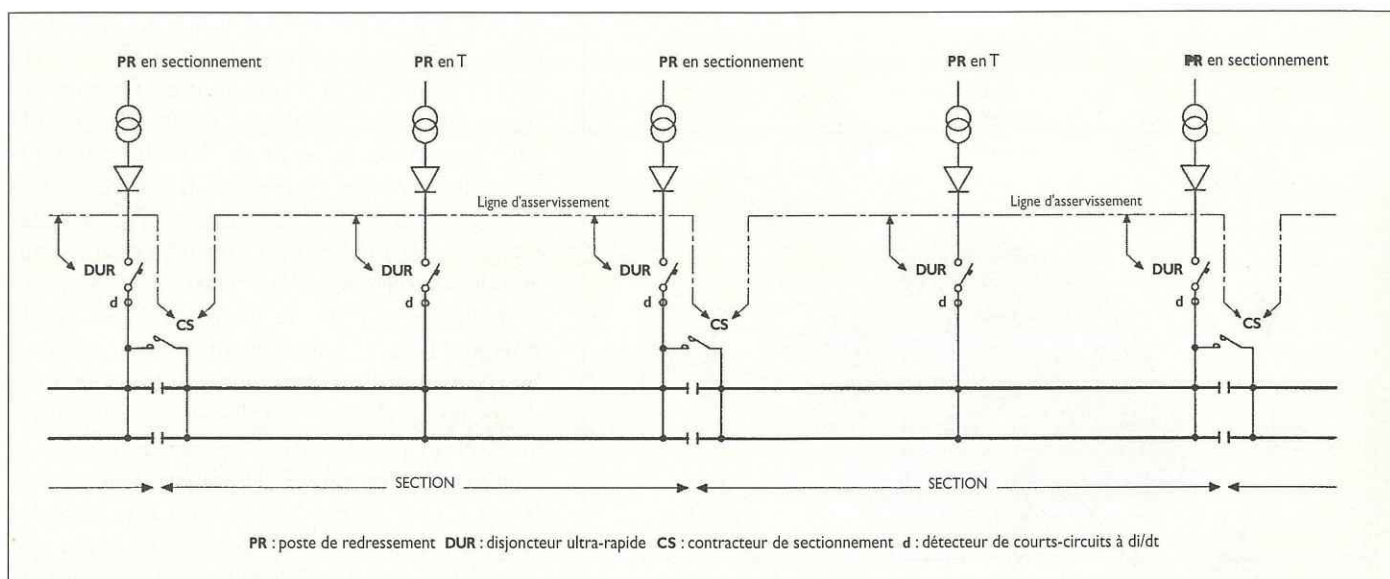 PR en sectionnement PR en T PR en sectionnement PR en T PR en sectionnement
Ligne d'asservissement Ligne d'asservissement
DUR DUR DUR DUR DUR
d d d d d
CS CS CS
SECTION SECTION
PR : poste de redressement DUR : disjoncteur ultra-rapide CS : contracteur de sectionnement d : détecteur de courts-circuits à di/dt